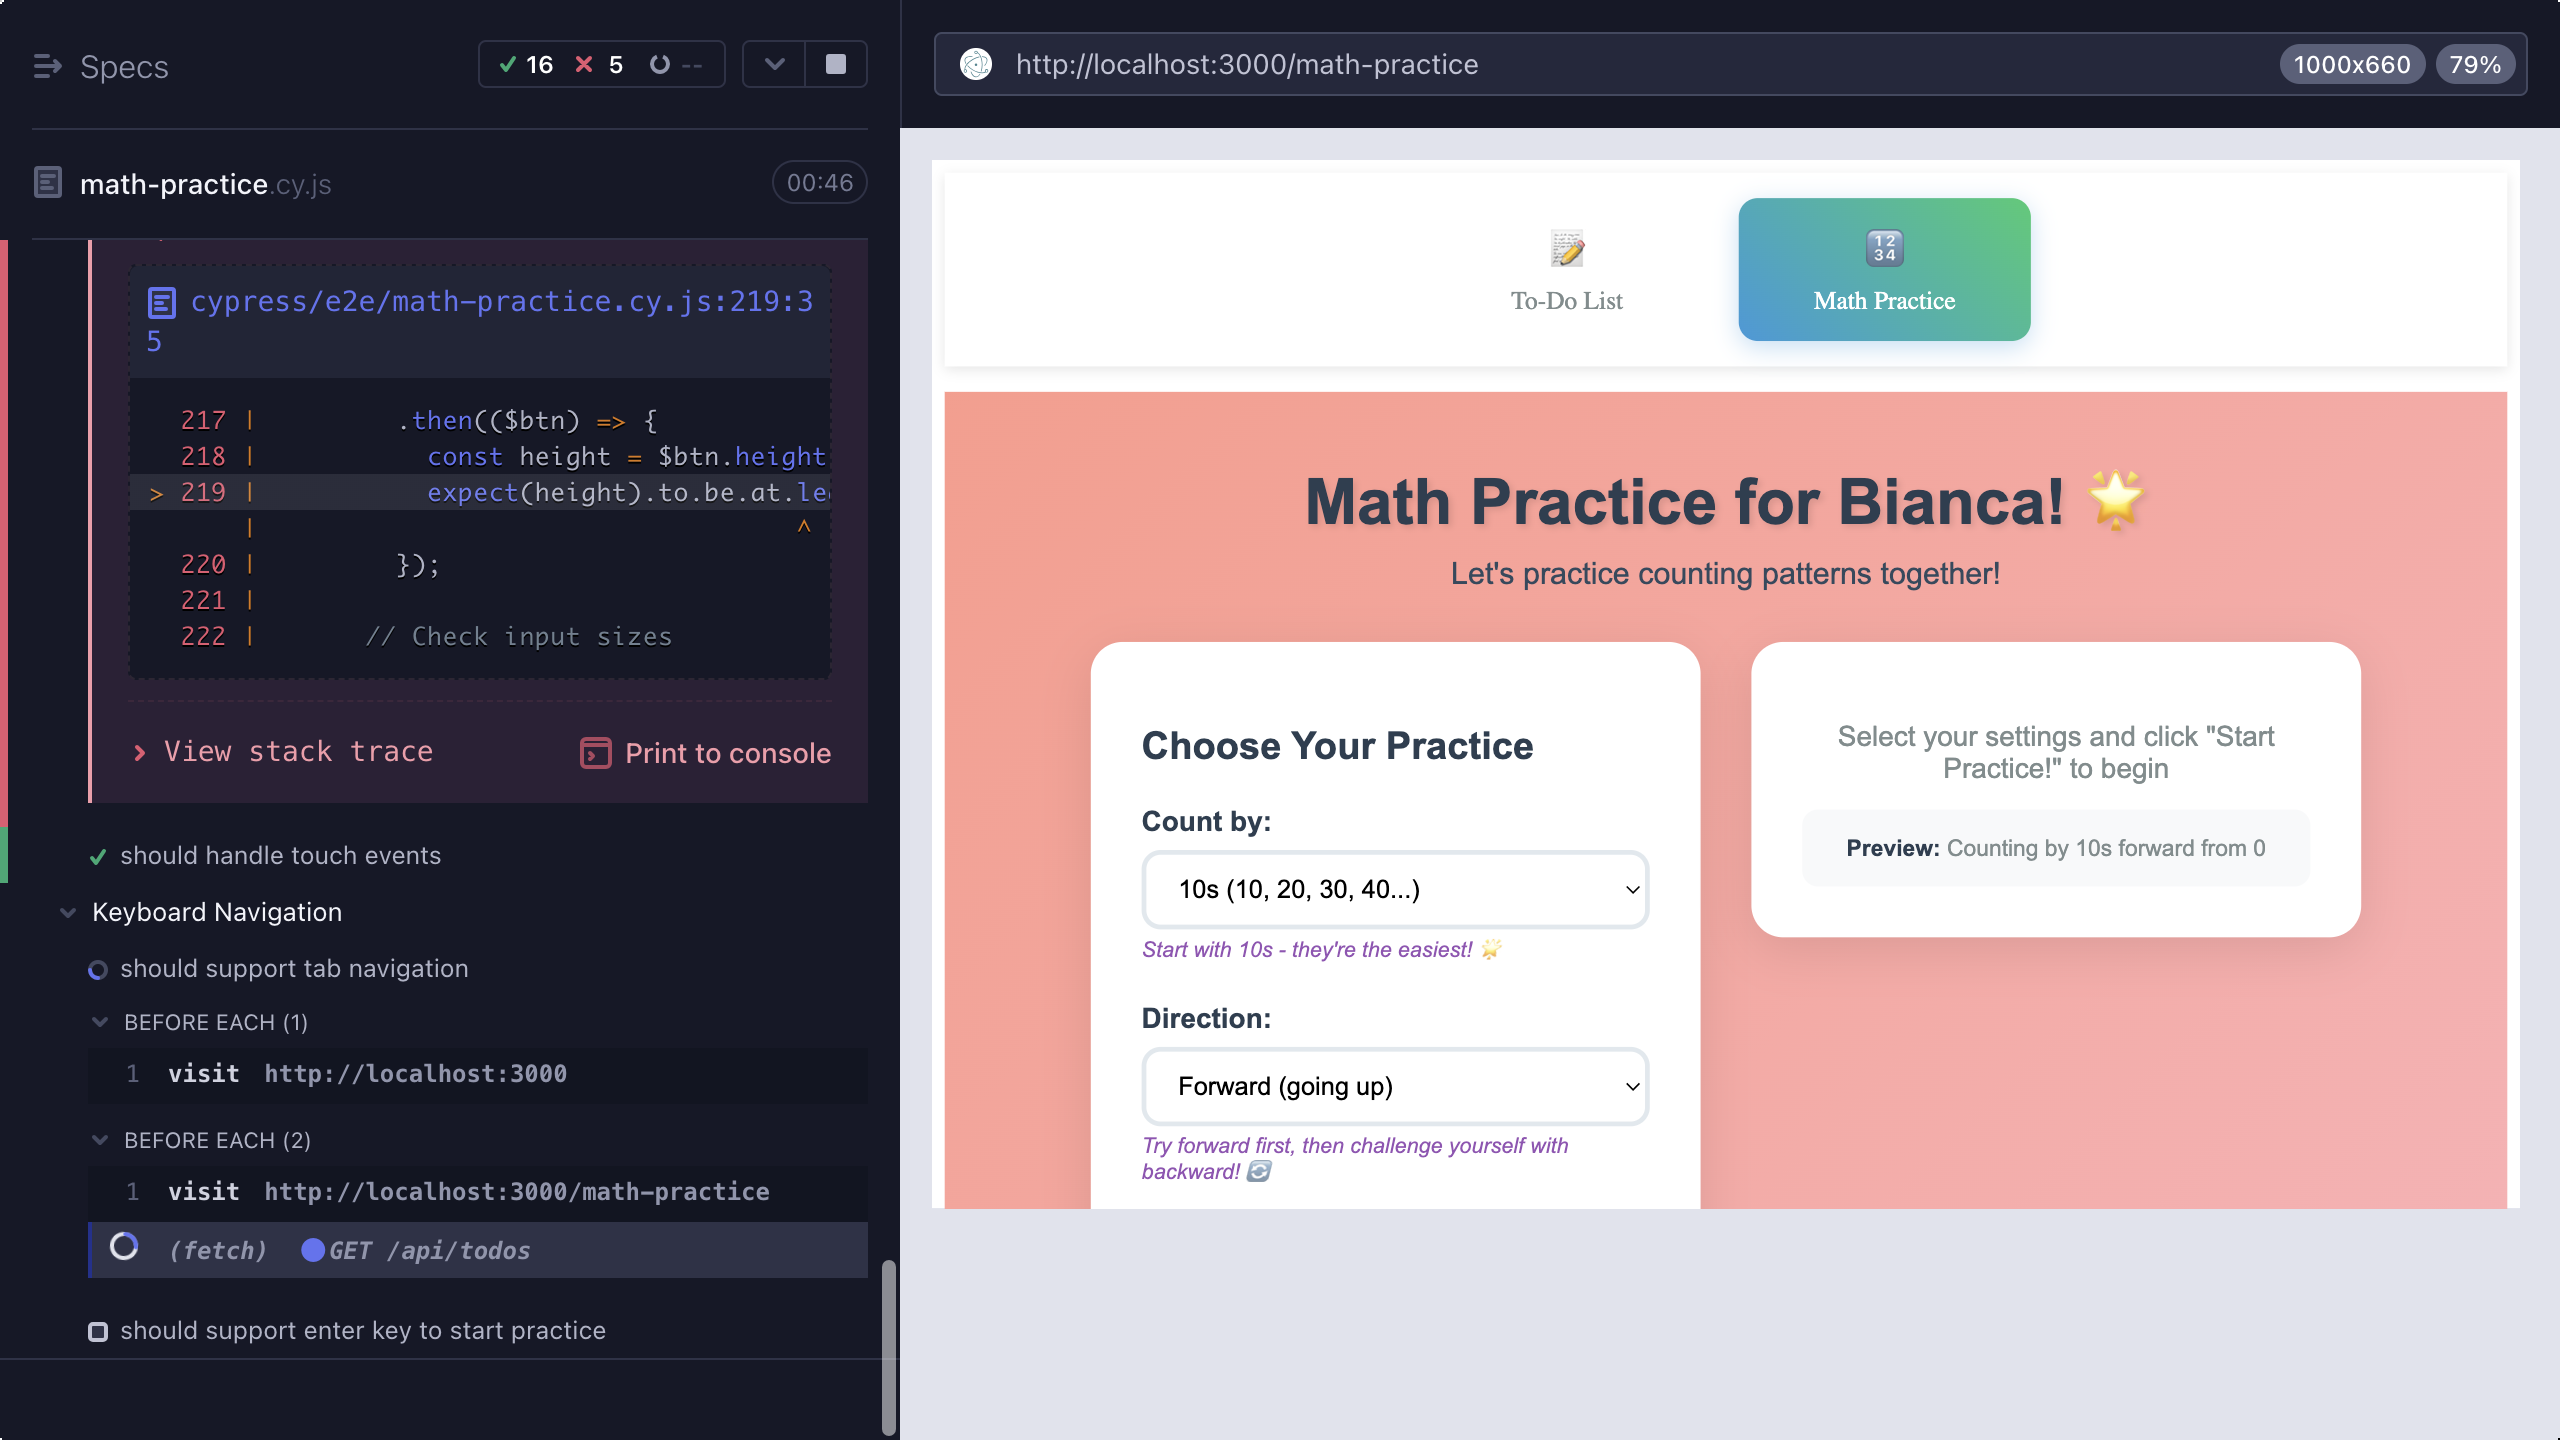 Specs
16 5 --
math-practice.cy.js
00:46
cypress/e2e/math-practice.cy.js:219:3
5
217 | .then(($btn) => {
218 | const height = $btn.height
> 219 | expect(height).to.be.at.le
| ^
220 | });
221 |
222 | // Check input sizes
View stack trace
Print to console
should handle touch events
Keyboard Navigation
should support tab navigation
BEFORE EACH (1)
1 visit http://localhost:3000
BEFORE EACH (2)
1 visit http://localhost:3000/math-practice
(fetch) GET /api/todos
should support enter key to start practice
http://localhost:3000/math-practice
1000x660
79%
To-Do List
1234
Math Practice
Math Practice for Bianca! 🌟
Let's practice counting patterns together!
Choose Your Practice
Count by:
10s (10, 20, 30, 40...)
Start with 10s - they're the easiest! 🌟
Direction:
Forward (going up)
Try forward first, then challenge yourself with
backward! 🔄
Select your settings and click "Start
Practice!" to begin
Preview: Counting by 10s forward from 0